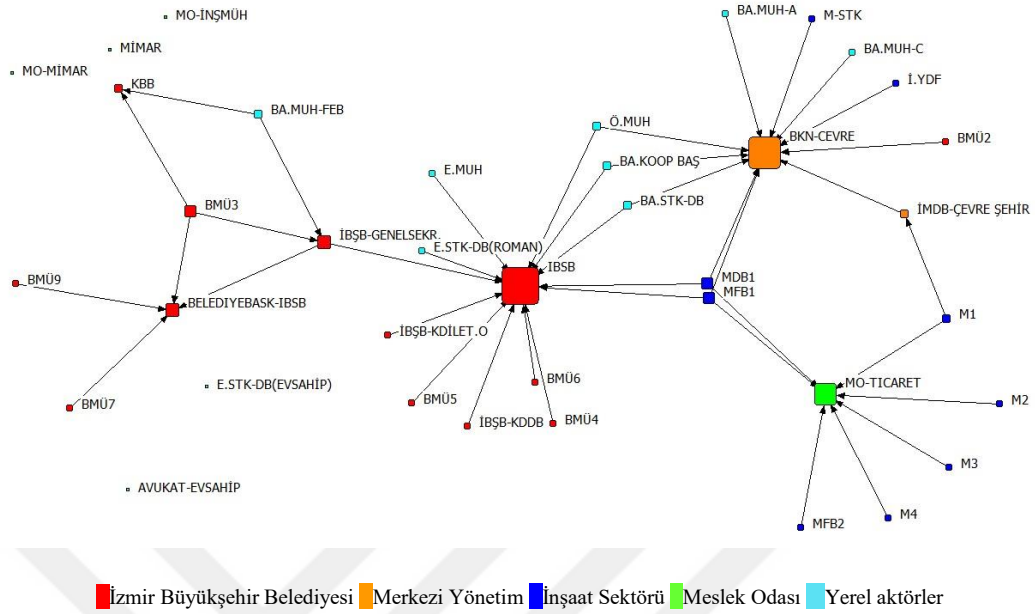 MO-İNŞMÜH
BA.MUH-A
M-STK
MİMAR
BA.MUH-C
MO-MİMAR
KBB
İ.YDF
BA.MUH-FEB
Ö.MUH
BKN-CEVRE
BMÜ2
E.MUH
BA.KOOP BAŞ
BA.STK-DB
BMÜ3
İMDB-ÇEVRE ŞEHİR
İBŞB-GENELSEKR.
E.STK-DB(ROMAN)
IBSB
BMÜ9
MDB1
MFB1
BELEDIYEBASK-IBSB
M1
İBŞB-KDİLET.O
MO-TICARET
BMÜ6
E.STK-DB(EVSAHİP)
BMÜ7
BMÜ5
M2
İBŞB-KDDB
BMÜ4
M3
AVUKAT-EVSAHİP
M4
MFB2
İzmir Büyükşehir Belediyesi Merkezi Yönetim İnşaat Sektörü Meslek Odası Yerel aktörler